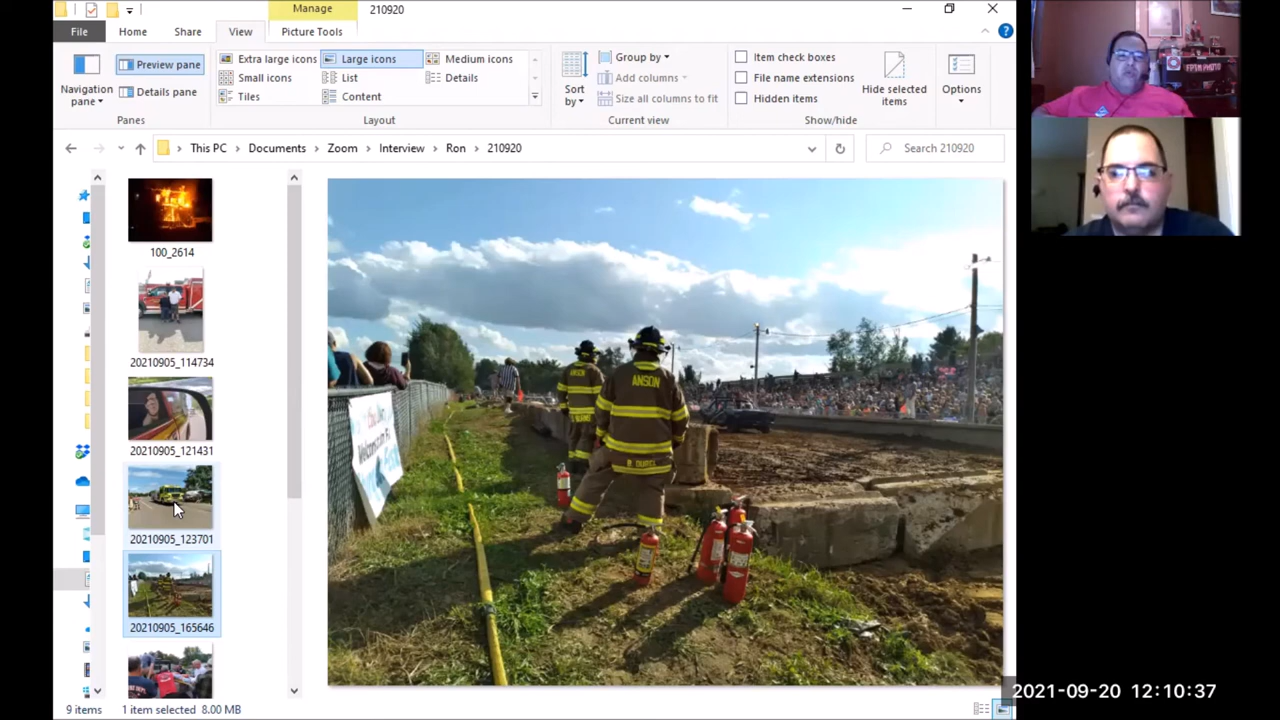 Manage
210920
File
Home
Share
View
Picture Tools
Navigation pane
Preview pane
Details pane
Panes
Extra large icons
Large icons
Medium icons
Small icons
List
Details
Tiles
Content
Layout
Sort by
Group by
Add columns
Size all columns to fit
Current view
Item check boxes
File name extensions
Hidden items
Hide selected items
Show/hide
Options
This PC
Documents
Zoom
Interview
Ron
210920
Search 210920
100_2614
20210905_114734
20210905_121431
20210905_123701
20210905_165646
ANSON
ANSON
9 items
1 item selected 8.00 MB
2021-09-20 12:10:37